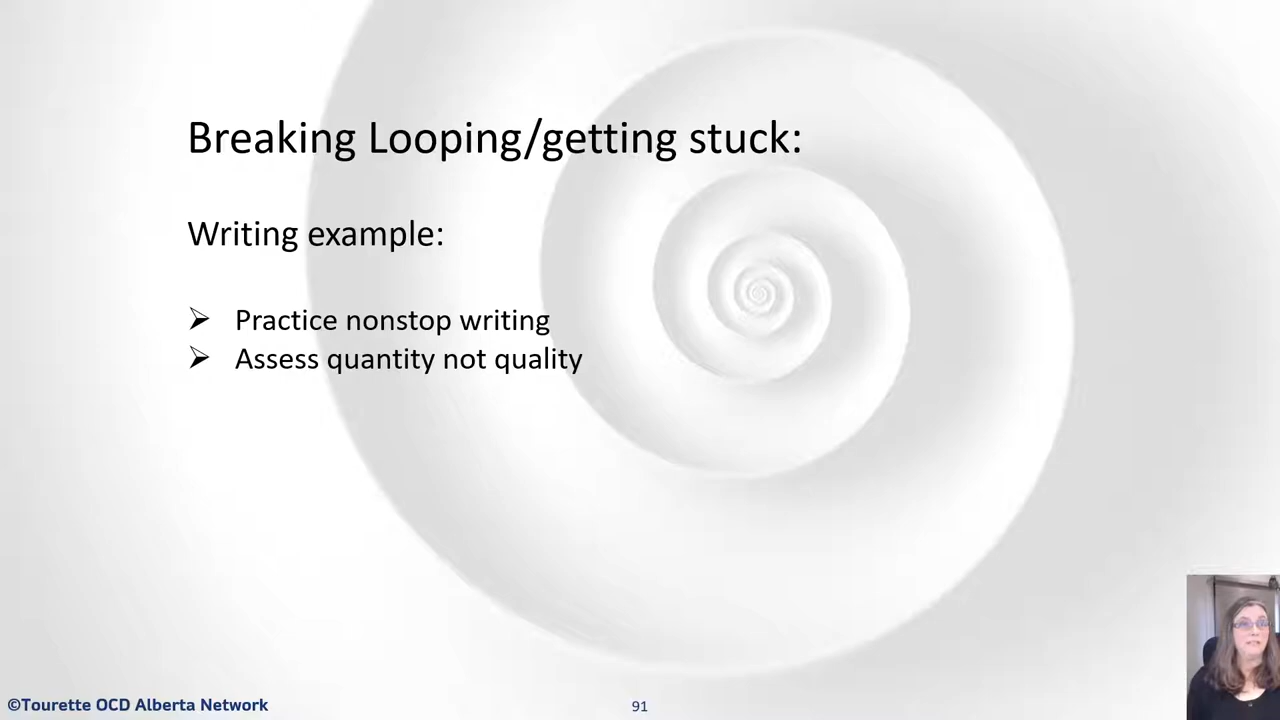 Breaking Looping/getting stuck:
Writing example:
➢ Practice nonstop writing
➢ Assess quantity not quality
©Tourette OCD Alberta Network
91